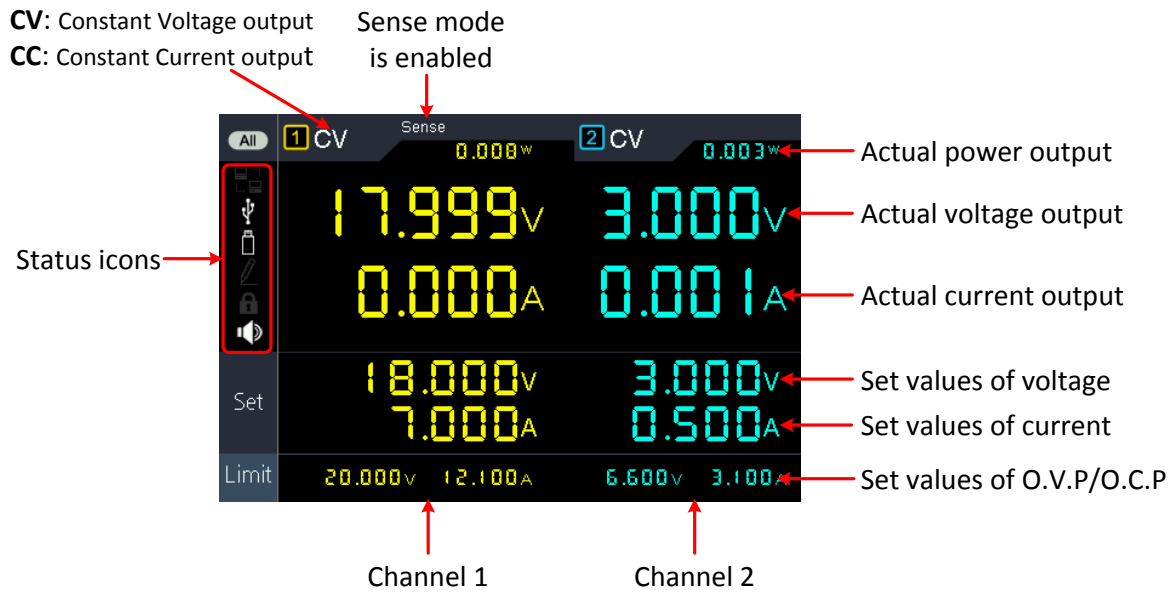 CV: Constant Voltage output
CC: Constant Current output
Sense mode
is enabled
All
1 CV
Sense
0.008W
2 CV
0.003W
Actual power output
17.999V
3.000V
Actual voltage output
Status icons
0.000A
0.001A
Actual current output
Set
18.000V
3.000V
Set values of voltage
7.000A
0.500A
Set values of current
Limit
20.000V 12.100A
6.600V 3.100A
Set values of O.V.P/O.C.P
Channel 1
Channel 2